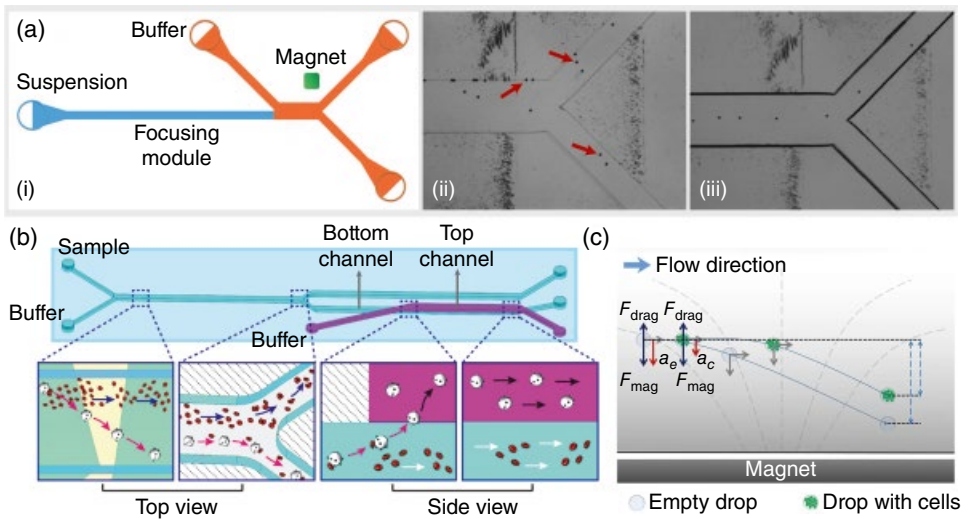 (a)
Buffer
Magnet
Suspension
Focusing
module
(i)
(ii)
(iii)
(b)
Sample
Bottom
channel
Top
channel
Buffer
Buffer
Top view
Side view
(c)
Flow direction
F_drag F_drag
a_e a_c
F_mag F_mag
Magnet
Empty drop
Drop with cells